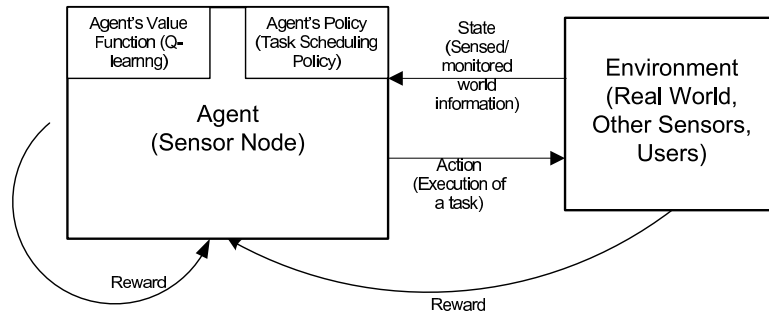 Agent's Value
Function (Q-
learnng)
Agent's Policy
(Task Scheduling
Policy)
Agent
(Sensor Node)
State
(Sensed/
monitored
world
information)
Action
(Execution of
a task)
Environment
(Real World,
Other Sensors,
Users)
Reward
Reward